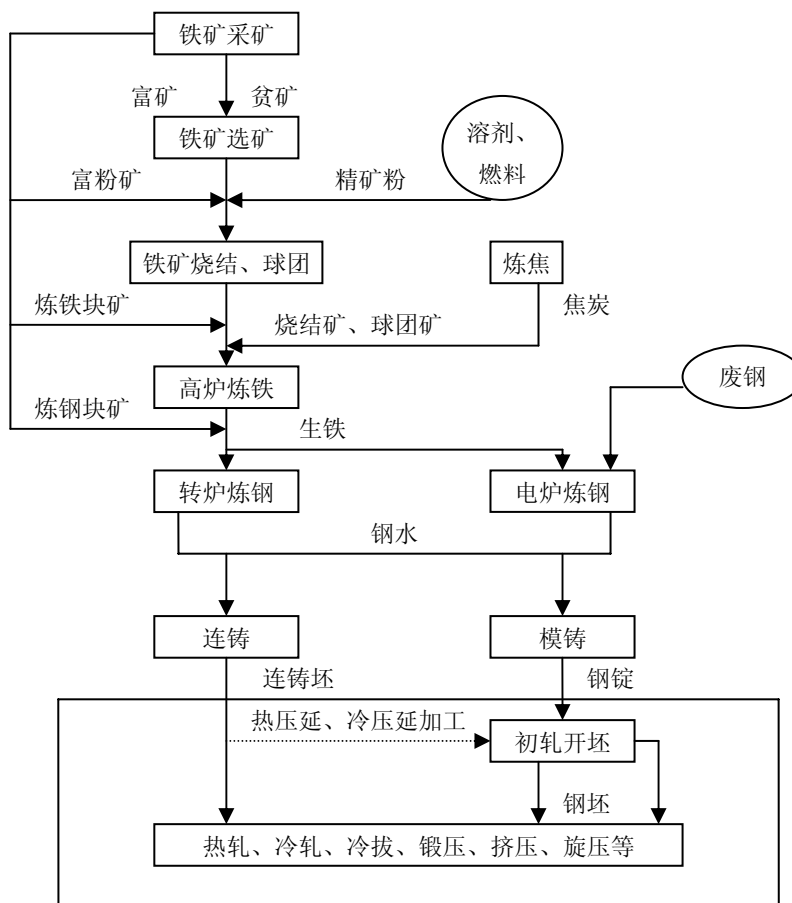 铁矿采矿
富矿
贫矿
铁矿选矿
溶剂、
燃料
富粉矿
精矿粉
铁矿烧结、球团
炼焦
炼铁块矿
烧结矿、球团矿
焦炭
高炉炼铁
废钢
炼钢块矿
生铁
转炉炼钢
电炉炼钢
钢水
连铸
模铸
连铸坯
钢锭
热压延、冷压延加工
初轧开坯
钢坯
热轧、冷轧、冷拔、锻压、挤压、旋压等